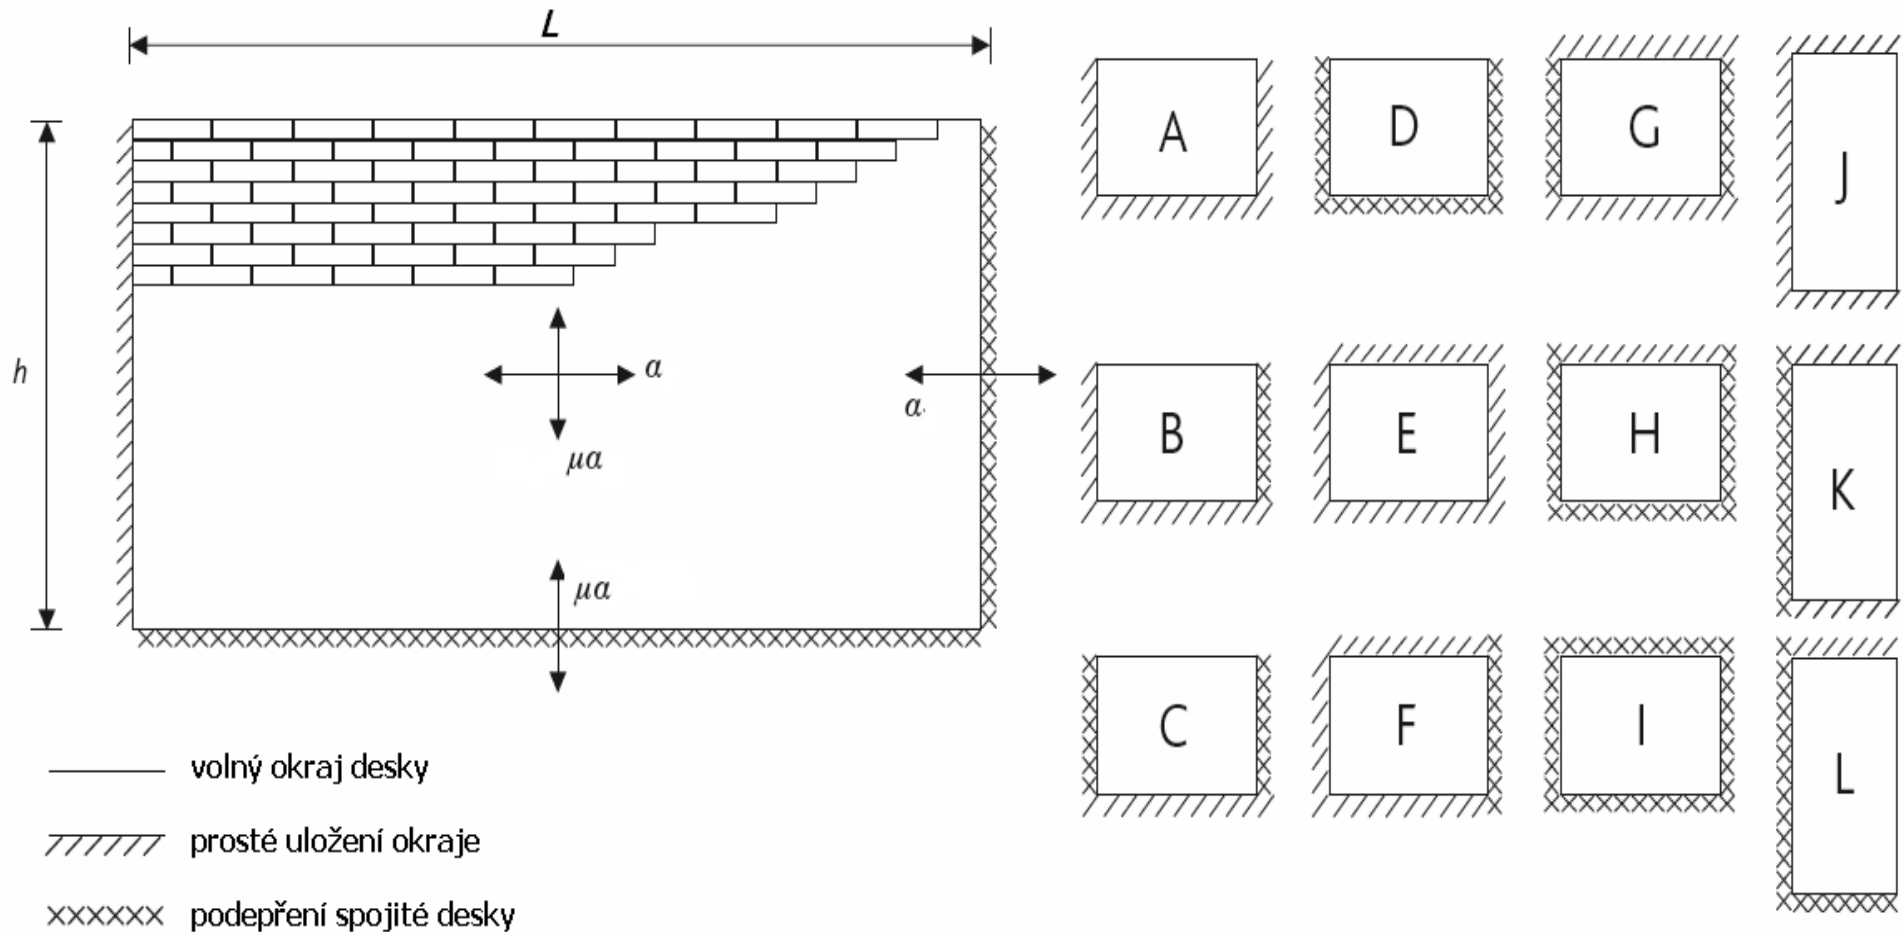 L
h
α
α
μα
μα
A
D
G
J
B
E
H
K
C
F
I
L
volný okraj desky
prosté uložení okraje
podepření spojité desky